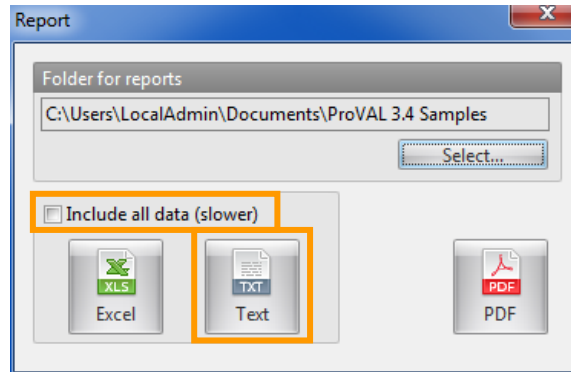 Report
Folder for reports
C:\Users\LocalAdmin\Documents\ProVAL 3.4 Samples
Select...
Include all data (slower)
XLS
TXT
PDF
Excel
Text
PDF